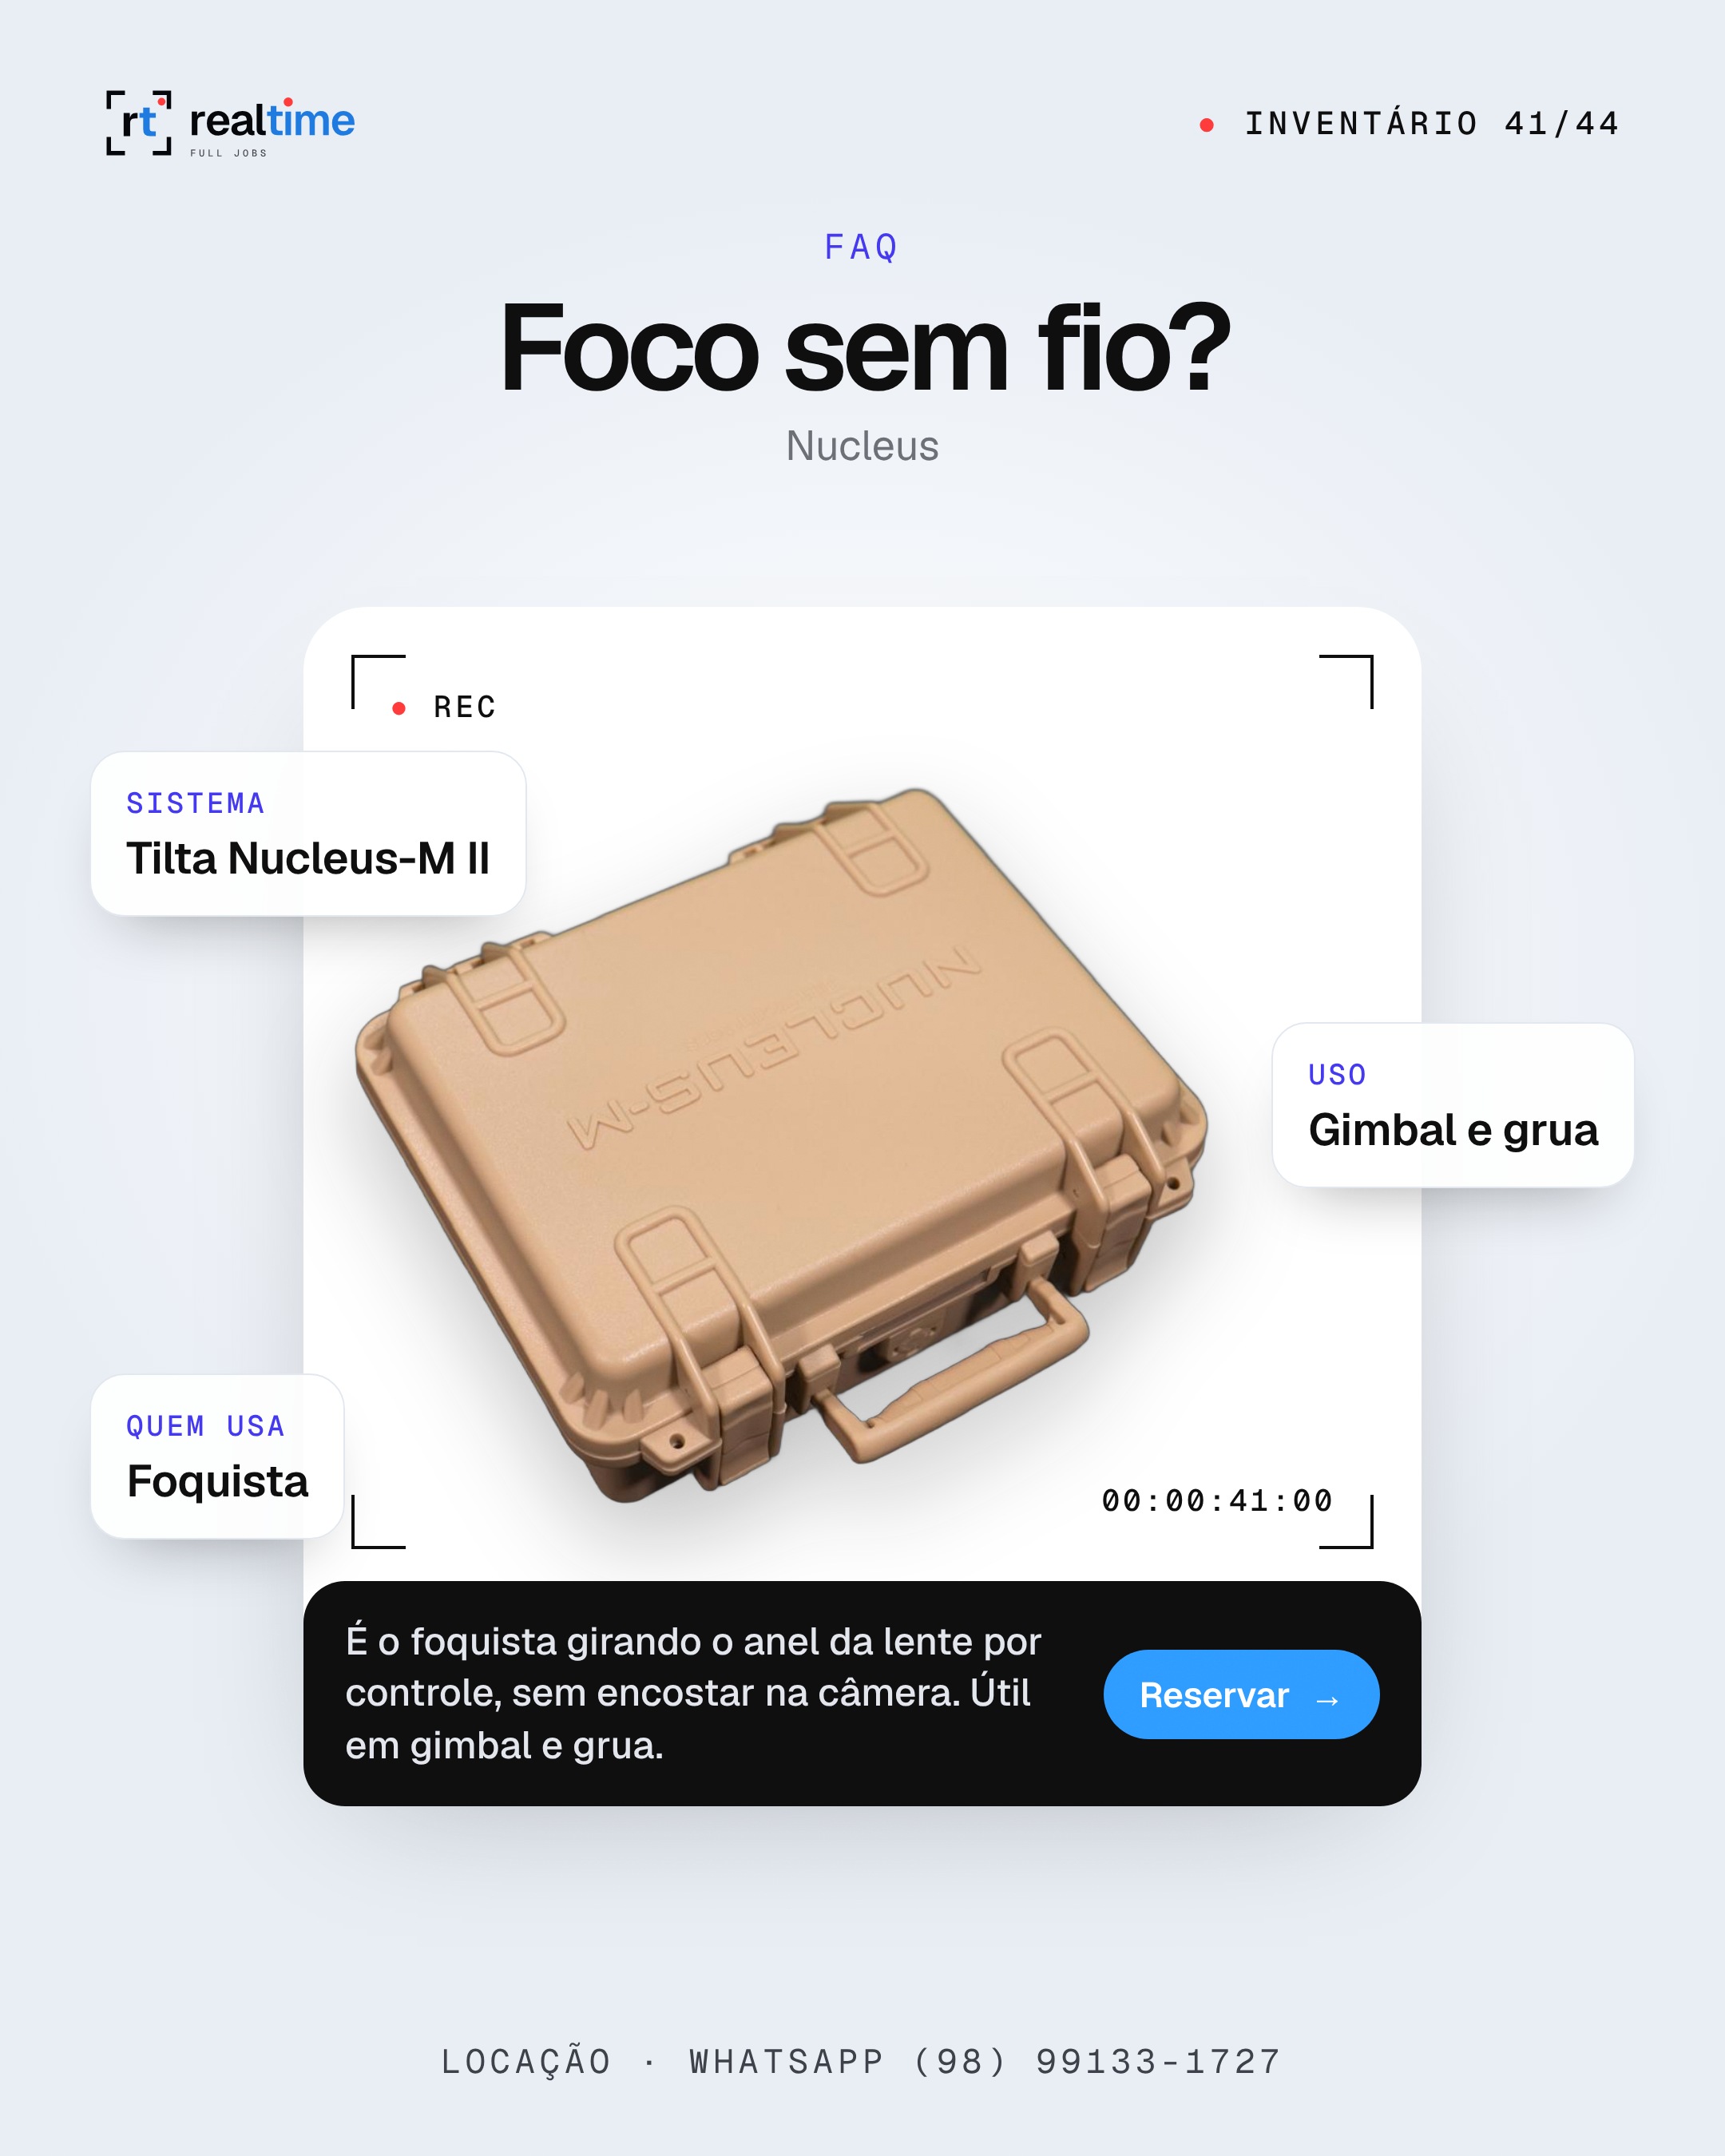 rt realtime
FULL JOBS
INVENTÁRIO 41/44
FAQ
Foco sem fio?
Nucleus
REC
SISTEMA
Tilta Nucleus-M II
NUCLEUS-M
USO
Gimbal e grua
QUEM USA
Foquista
00:00:41:00
É o foquista girando o anel da lente por
controle, sem encostar na câmera. Útil
em gimbal e grua.
Reservar →
LOCAÇÃO · WHATSAPP (98) 99133-1727